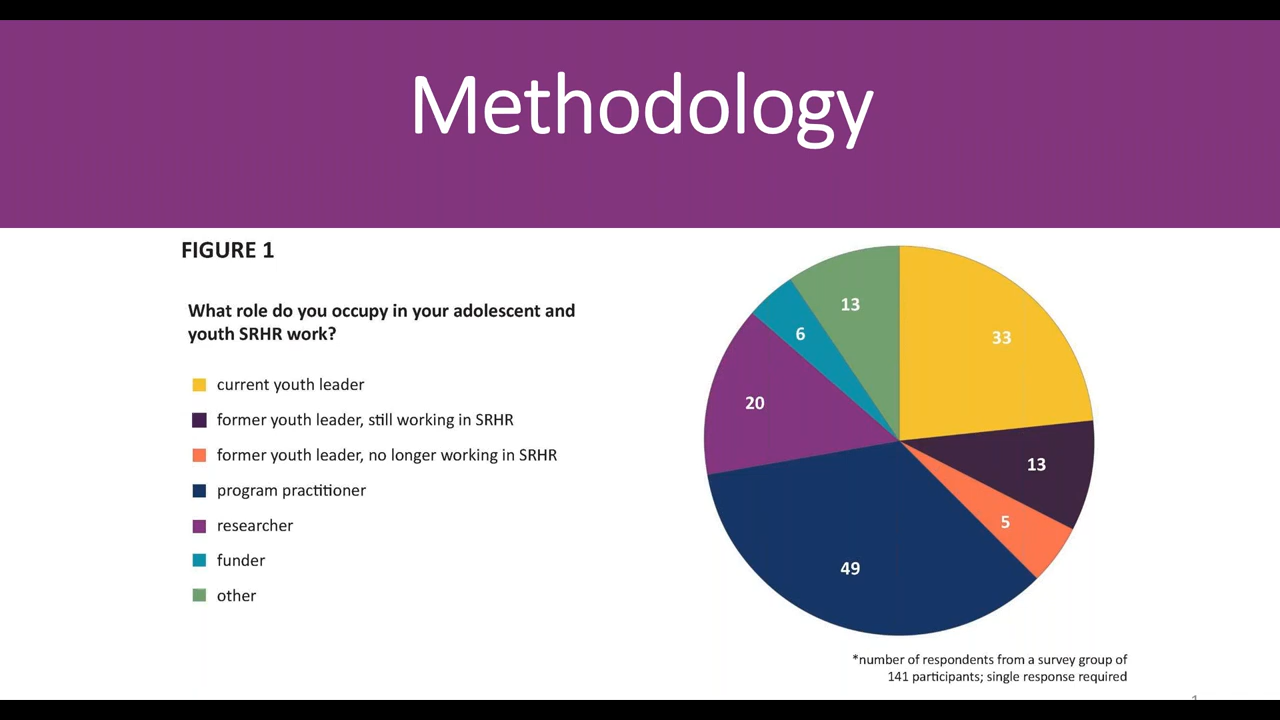 Methodology
FIGURE 1
What role do you occupy in your adolescent and
youth SRHR work?
current youth leader
former youth leader, still working in SRHR
former youth leader, no longer working in SRHR
program practitioner
researcher
funder
other
13
33
6
20
13
5
49
*number of respondents from a survey group of
141 participants; single response required